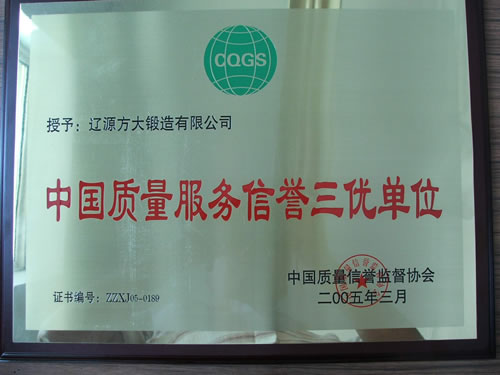 CQGS
授予：辽源方大锻造有限公司
中国质量服务信誉三优单位
中国质量信誉监督协会
证书编号：ZZXJ05-0189
二00五年三月